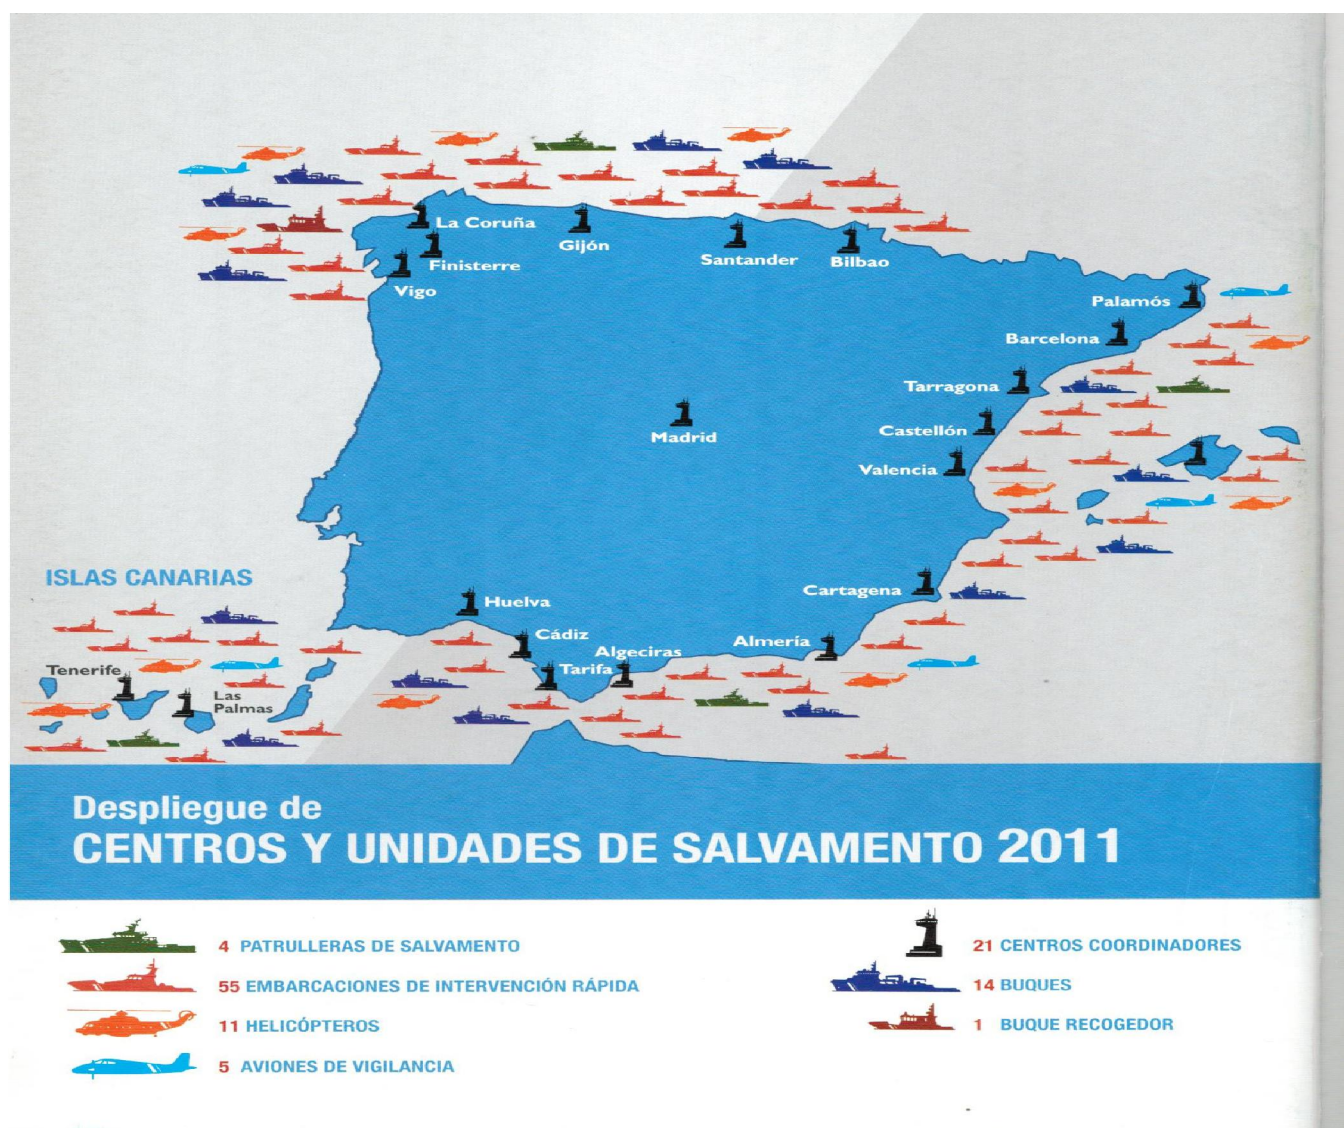 La Coruña
Gijón
Santander
Bilbao
Finisterre
Vigo
Palamós
Barcelona
Tarragona
Castellón
Madrid
Valencia
ISLAS CANARIAS
Cartagena
Huelva
Cádiz
Almería
Algeciras
Tarifa
Tenerife
Las
Palmas
Despliegue de
CENTROS Y UNIDADES DE SALVAMENTO 2011
4 PATRULLERAS DE SALVAMENTO
55 EMBARCACIONES DE INTERVENCIÓN RÁPIDA
11 HELICÓPTEROS
5 AVIONES DE VIGILANCIA
21 CENTROS COORDINADORES
14 BUQUES
1 BUQUE RECOGEDOR